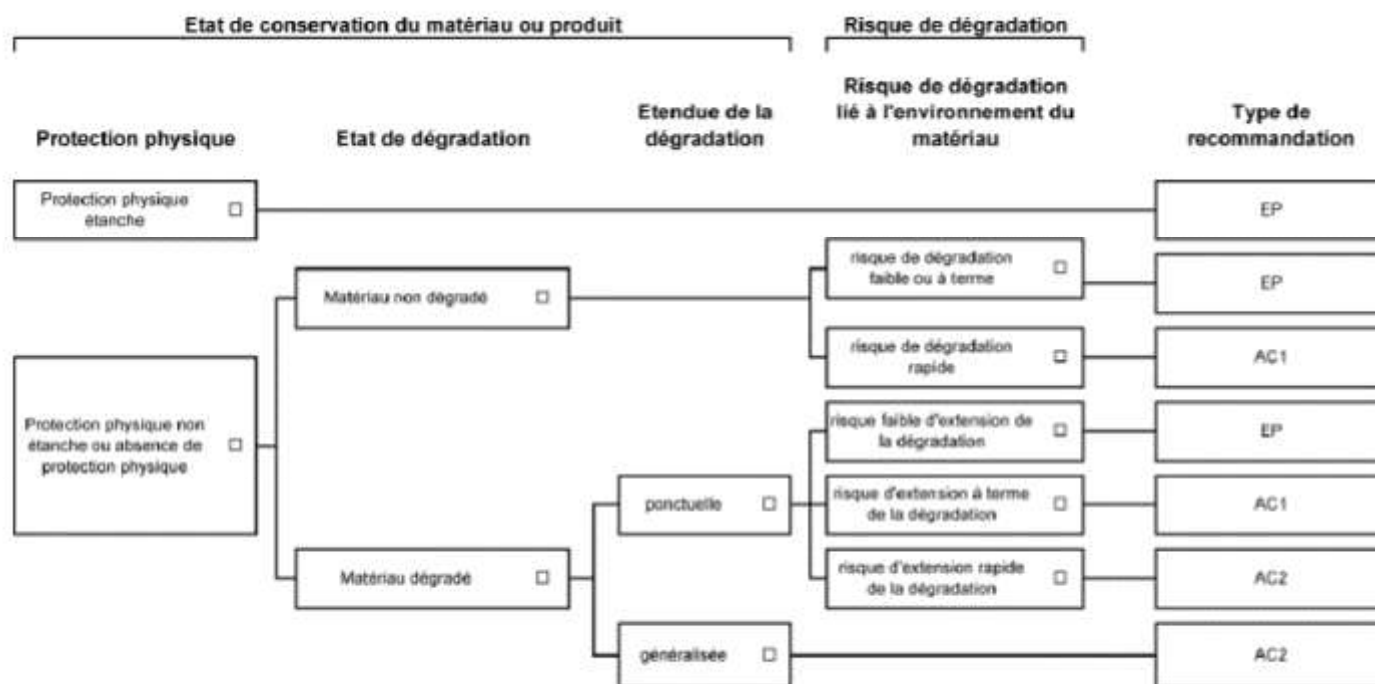 Etat de conservation du matériau ou produit
Risque de dégradation
Protection physique
Etat de dégradation
Etendue de la
dégradation
Risque de dégradation
lié à l'environnement du
matériau
Type de
recommandation
Protection physique
étanche
EP
Matériau non dégradé
risque de dégradation
faible ou à terme
EP
risque de dégradation
rapide
AC1
Protection physique non
étanche ou absence de
protection physique
risque faible d'extension de
la dégradation
EP
ponctuelle
risque d'extension à terme
de la dégradation
AC1
Matériau dégradé
risque d'extension rapide
de la dégradation
AC2
généralisée
AC2